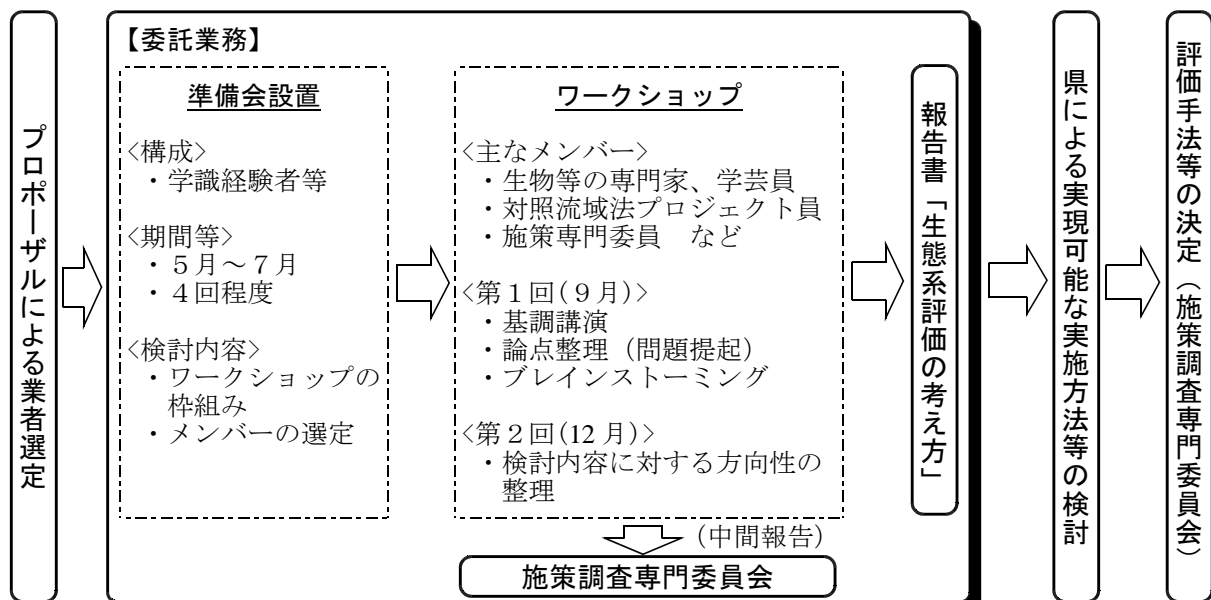 プロポーザルによる業者選定
【委託業務】
準備会設置
<構成>
・学識経験者等
<期間等>
・５月～７月
・４回程度
<検討内容>
・ワークショップの
枠組み
・メンバーの選定
ワークショップ
<主なメンバー>
・生物等の専門家、学芸員
・対照流域法プロジェクト員
・施策専門委員　など
<第１回(９月)>
・基調講演
・論点整理（問題提起）
・ブレインストーミング
<第２回(12月)>
・検討内容に対する方向性の
整理
（中間報告）
施策調査専門委員会
報告書「生態系評価の考え方」
県による実現可能な実施方法等の検討
評価手法等の決定（施策調査専門委員会）